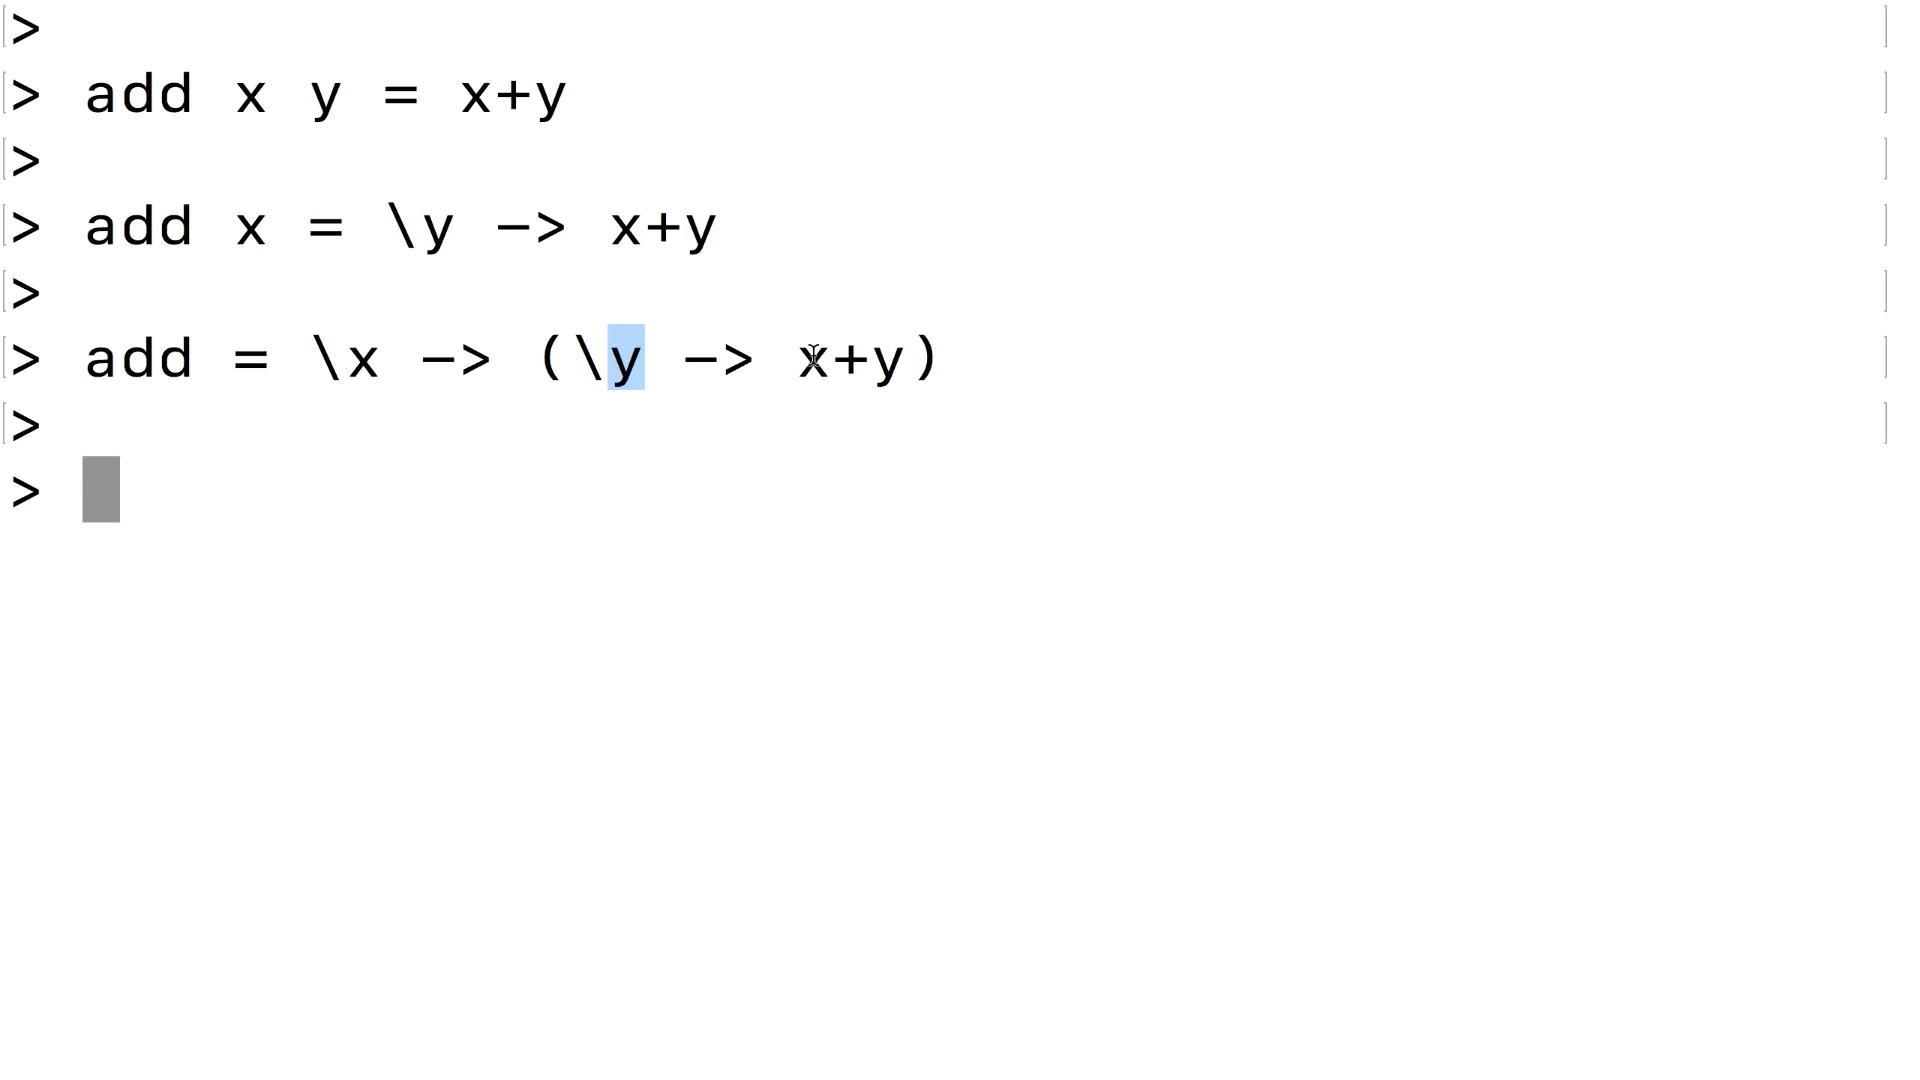 >
> add x y = x+y
>
> add x = \y -> x+y
>
> add = \x -> (\y -> x+y)
>
>